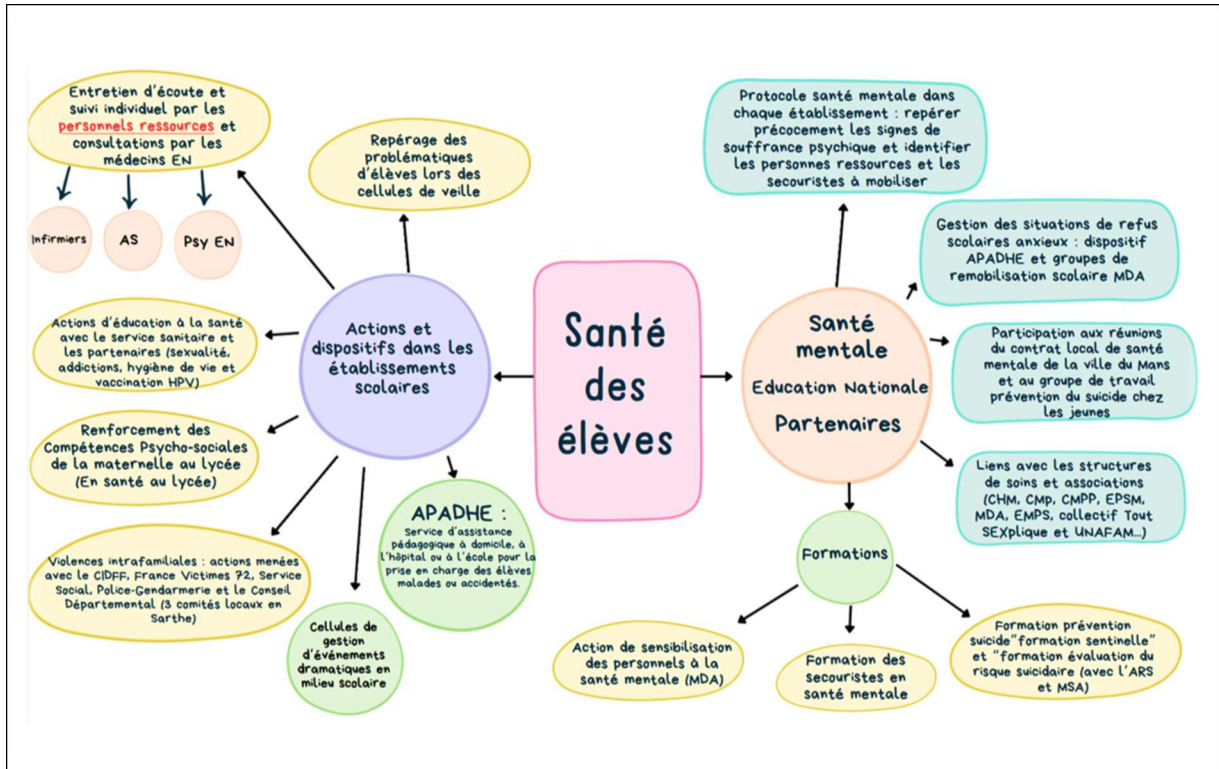 Entretien d'écoute et
suivi individuel par les
personnels ressources et
consultations par les
médecins EN
Infirmiers
AS
Psy EN
Repérage des
problématiques
d'élèves lors des
cellules de veille
Actions d'éducation à la santé
avec le service sanitaire et
les partenaires (sexualité,
addictions, hygiène de vie et
vaccination HPV)
Renforcement des
Compétences Psycho-sociales
de la maternelle au lycée
(En santé au lycée)
Violences intrafamiliales : actions menées
avec le CIDFF, France Victimes 72, Service
Social, Police-Gendarmerie et le Conseil
Départemental (3 comités locaux en
Sarthe)
Actions et
dispositifs dans les
établissements
scolaires
Cellules de
gestion
d'événements
dramatiques en
milieu scolaire
APADHE :
Service d'assistance
pédagogique à domicile, à
l'hôpital ou à l'école pour la
prise en charge des élèves
malades ou accidentés.
Santé
des
élèves
Santé
mentale
Education Nationale
Partenaires
Protocole santé mentale dans
chaque établissement : repérer
précocement les signes de
souffrance psychique et identifier
les personnes ressources et les
secouristes à mobiliser
Gestion des situations de refus
scolaires anxieux : dispositif
APADHE et groupes de
remobilisation scolaire MDA
Participation aux réunions
du contrat local de santé
mentale de la ville du Mans
et au groupe de travail
prévention du suicide chez
les jeunes
Liens avec les structures
de soins et associations
(CHM, CMp, CMPP, EPSM,
MDA, EMPS, collectif Tout
SEXplique et UNAFAM...)
Formations
Action de sensibilisation
des personnels à la
santé mentale (MDA)
Formation des
secouristes en
santé mentale
Formation prévention
suicide"formation sentinelle"
et "formation évaluation du
risque suicidaire (avec l'ARS
et MSA)